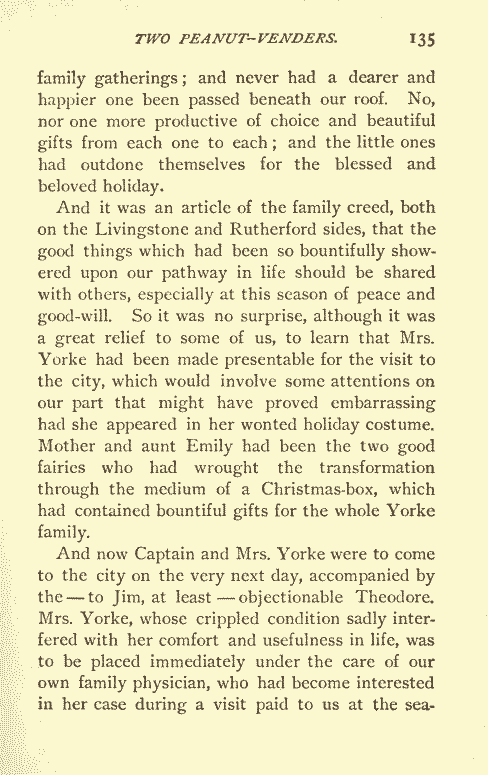 TWO PEANUT-VENDERS. 135
family gatherings; and never had a dearer and
happier one been passed beneath our roof. No,
nor one more productive of choice and beautiful
gifts from each one to each; and the little ones
had outdone themselves for the blessed and
beloved holiday.
And it was an article of the family creed, both
on the Livingstone and Rutherford sides, that the
good things which had been so bountifully show-
ered upon our pathway in life should be shared
with others, especially at this season of peace and
good-will. So it was no surprise, although it was
a great relief to some of us, to learn that Mrs.
Yorke had been made presentable for the visit to
the city, which would involve some attentions on
our part that might have proved embarrassing
had she appeared in her wonted holiday costume.
Mother and aunt Emily had been the two good
fairies who had wrought the transformation
through the medium of a Christmas-box, which
had contained bountiful gifts for the whole Yorke
family.
And now Captain and Mrs. Yorke were to come
to the city on the very next day, accompanied by
the — to Jim, at least — objectionable Theodore.
Mrs. Yorke, whose crippled condition sadly inter-
fered with her comfort and usefulness in life, was
to be placed immediately under the care of our
own family physician, who had become interested
in her case during a visit paid to us at the sea-